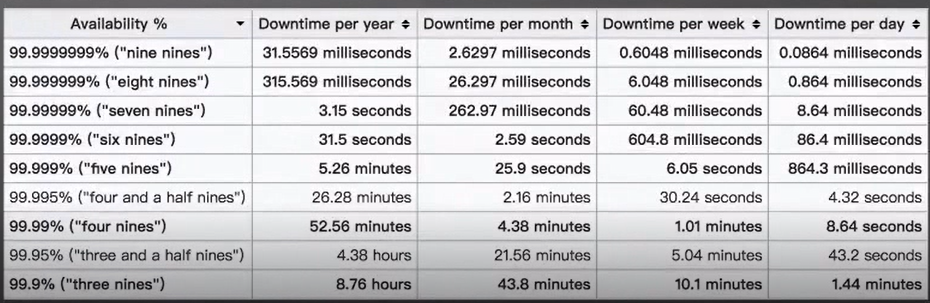 Availability % Downtime per year Downtime per month Downtime per week Downtime per day
99.9999999% ("nine nines") 31.5569 milliseconds 2.6297 milliseconds 0.6048 milliseconds 0.0864 milliseconds
99.999999% ("eight nines") 315.569 milliseconds 26.297 milliseconds 6.048 milliseconds 0.864 milliseconds
99.99999% ("seven nines") 3.15 seconds 262.97 milliseconds 60.48 milliseconds 8.64 milliseconds
99.9999% ("six nines") 31.5 seconds 2.59 seconds 604.8 milliseconds 86.4 milliseconds
99.999% ("five nines") 5.26 minutes 25.9 seconds 6.05 seconds 864.3 milliseconds
99.995% ("four and a half nines") 26.28 minutes 2.16 minutes 30.24 seconds 4.32 seconds
99.99% ("four nines") 52.56 minutes 4.38 minutes 1.01 minutes 8.64 seconds
99.95% ("three and a half nines") 4.38 hours 21.56 minutes 5.04 minutes 43.2 seconds
99.9% ("three nines") 8.76 hours 43.8 minutes 10.1 minutes 1.44 minutes